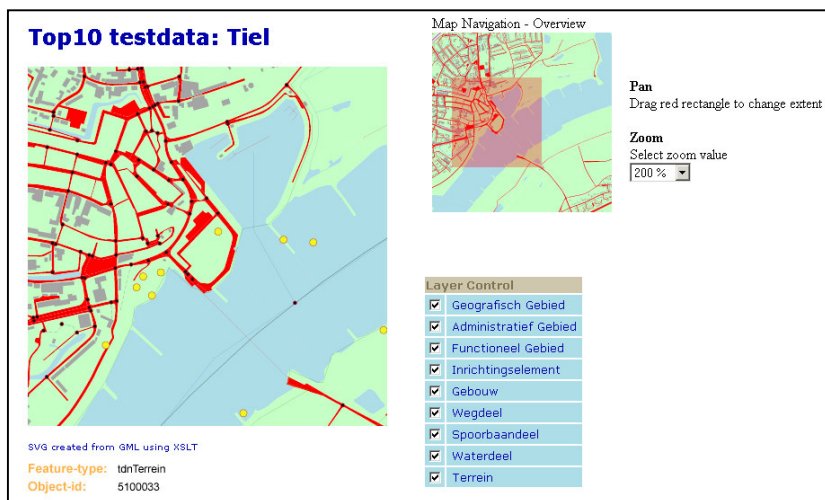 Top10 testdata: Tiel
SVG created from GML using XSLT
Feature-type: tdnTerrein
Object-id: 5100033
Map Navigation - Overview
Pan
Drag red rectangle to change extent
Zoom
Select zoom value
200 %
Layer Control
Geografisch Gebied
Administratief Gebied
Functioneel Gebied
Inrichtingselement
Gebouw
Wegdeel
Spoorbaandeel
Waterdeel
Terrein